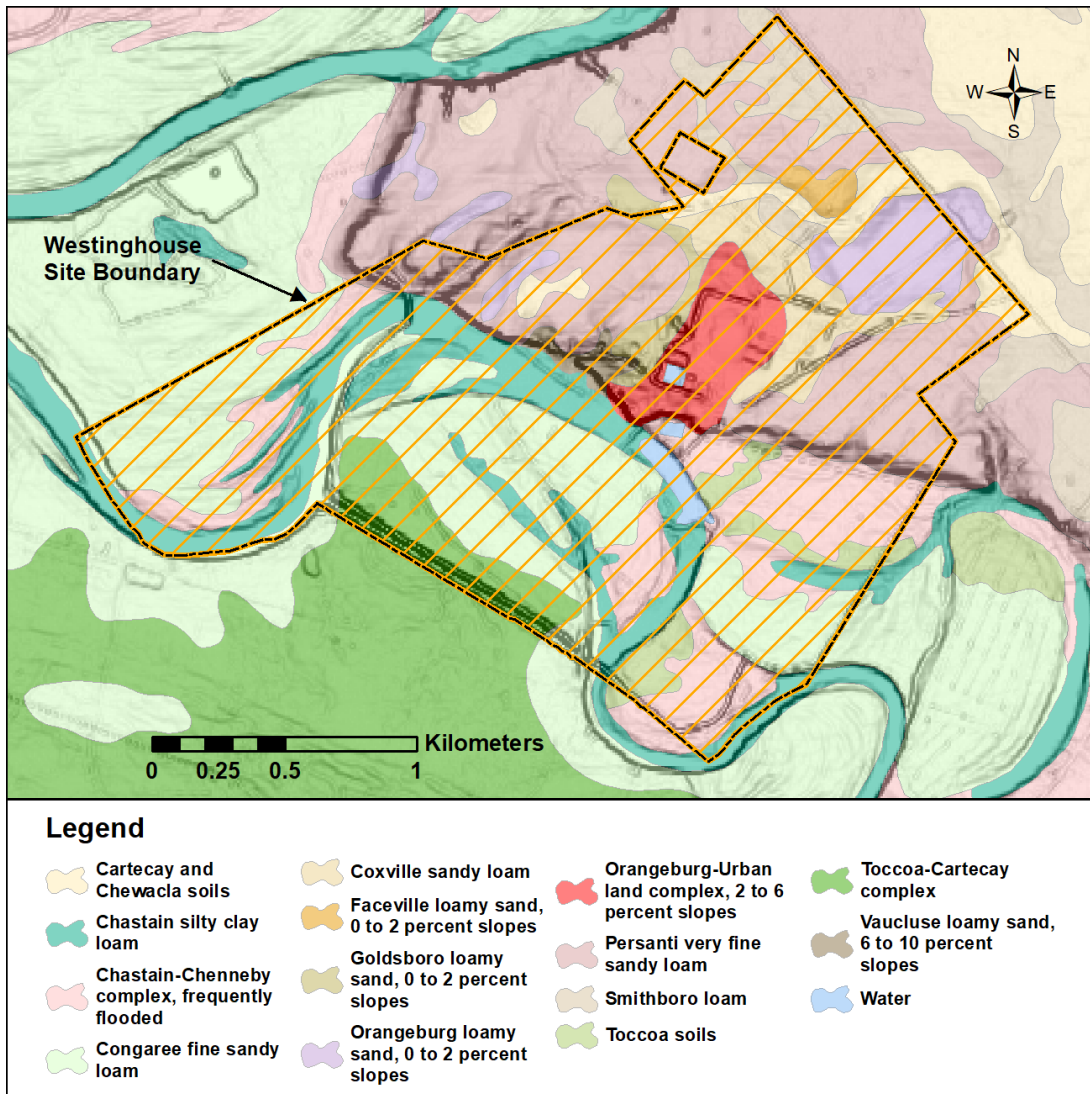 N
W E
S
Westinghouse
Site Boundary
Kilometers
0 0.25 0.5 1
Legend
Cartecay and
Chewacla soils
Chastain silty clay
loam
Chastain-Chenneby
complex, frequently
flooded
Congaree fine sandy
loam
Coxville sandy loam
Faceville loamy sand,
0 to 2 percent slopes
Goldsboro loamy
sand, 0 to 2 percent
slopes
Orangeburg loamy
sand, 0 to 2 percent
slopes
Orangeburg-Urban
land complex, 2 to 6
percent slopes
Persanti very fine
sandy loam
Smithboro loam
Toccoa soils
Toccoa-Cartecay
complex
Vaucluse loamy sand,
6 to 10 percent
slopes
Water